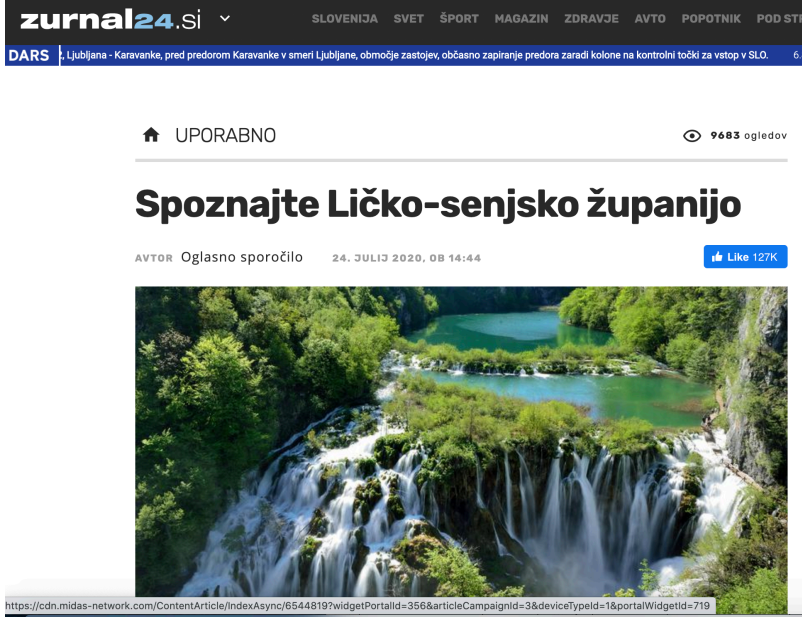 zurnal24.si
SLOVENIJA SVET ŠPORT MAGAZIN ZDRAVJE AVTO POPOTNIK POD STR
DARS Ljubljana - Karavanke, pred predorom Karavanke v smeri Ljubljane, območje zastojev, občasno zapiranje predora zaradi kolone na kontrolni točki za vstop v SLO. 6.
UPORABNO
9683 ogledov
Spoznajte Ličko-senjsko županijo
AVTOR Oglasno sporočilo 24. JULIJ 2020, OB 14:44
Like 127K
https://cdn.midas-network.com/ContentArticle/IndexAsync/6544819?widgetPortalId=356&articleCampaignId=3&deviceTypeId=1&portalWidgetId=719